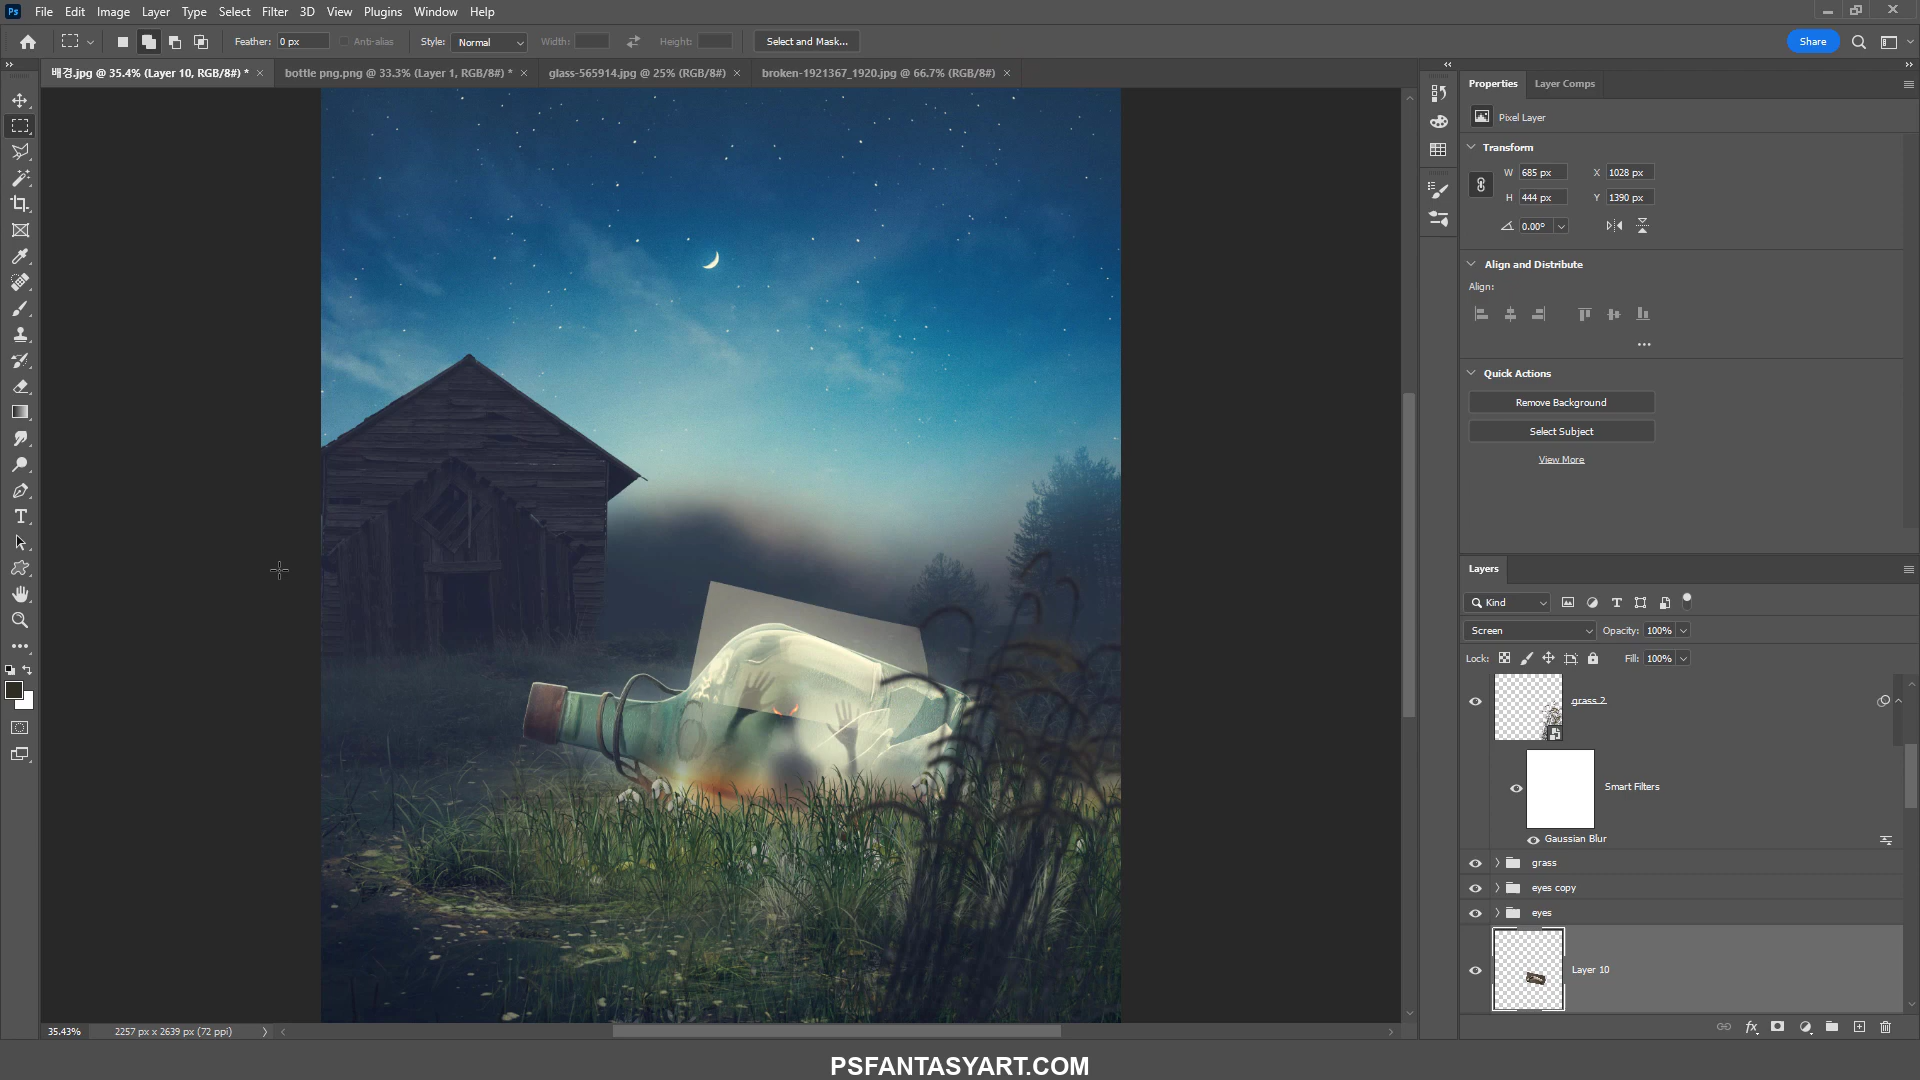 Ps File Edit Image Layer Type Select Filter 3D View Plugins Window Help
Feather: 0 px Anti-alias Style: Normal Width: Height: Select and Mask... Share
배경.jpg @ 35.4% (Layer 10, RGB/8#) * × bottle png.png @ 33.3% (Layer 1, RGB/8#) * × glass-565914.jpg @ 25% (RGB/8#) × broken-1921367_1920.jpg @ 66.7% (RGB/8#) ×
Properties Layer Comps
Pixel Layer
Transform
W 685 px X 1028 px
H 444 px Y 1390 px
0.00°
Align and Distribute
Align:
Quick Actions
Remove Background
Select Subject
View More
Layers
Kind
Screen Opacity: 100%
Lock: Fill: 100%
grass 2
Smart Filters
Gaussian Blur
grass
eyes copy
eyes
Layer 10
35.43% 2257 px x 2639 px (72 ppi)
PSFANTASYART.COM